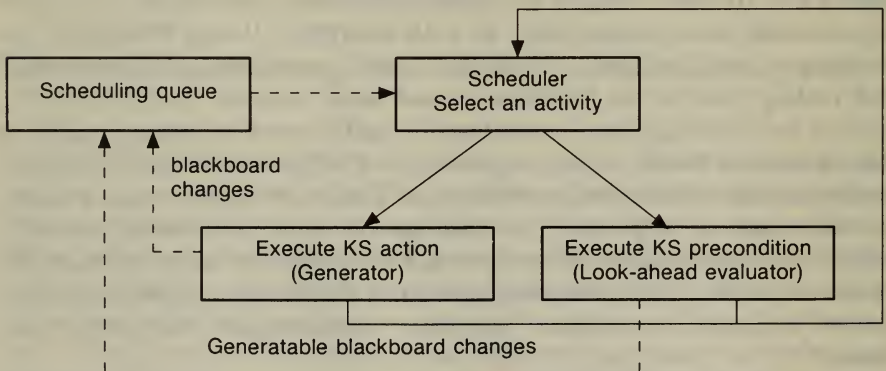 Scheduling queue
Scheduler
Select an activity
blackboard
changes
Execute KS action
(Generator)
Execute KS precondition
(Look-ahead evaluator)
Generatable blackboard changes